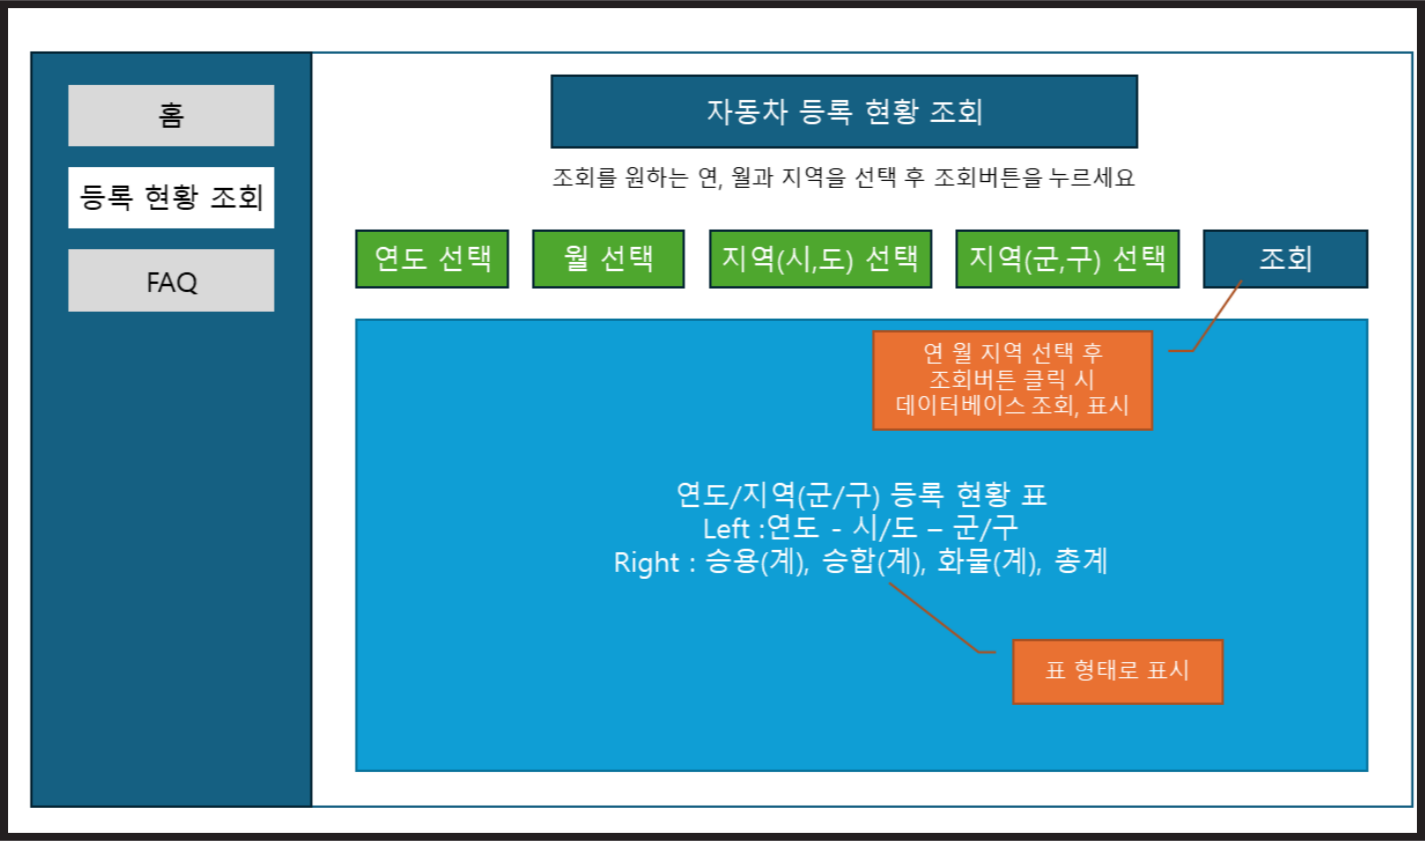 홈
등록 현황 조회
FAQ
자동차 등록 현황 조회
조회를 원하는 연, 월과 지역을 선택 후 조회버튼을 누르세요
연도 선택
월 선택
지역(시,도) 선택
지역(군,구) 선택
조회
연 월 지역 선택 후
조회버튼 클릭 시
데이터베이스 조회, 표시
연도/지역(군/구) 등록 현황 표
Left :연도 - 시/도 – 군/구
Right : 승용(계), 승합(계), 화물(계), 총계
표 형태로 표시